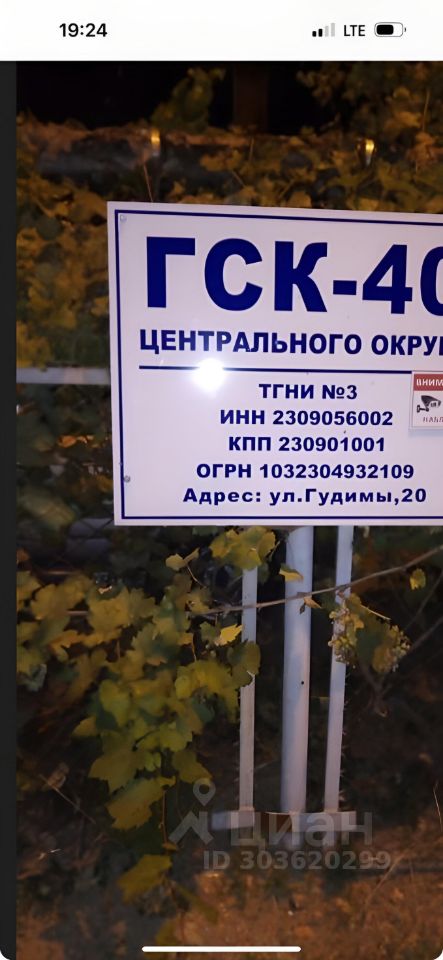 19:24
LTE
ГСК-40
ЦЕНТРАЛЬНОГО
ТГНИ №3
ИНН 2309056002
КПП 230901001
ОГРН 1032304932109
Адрес: ул.Гудимы,20
циан
ID 303620299